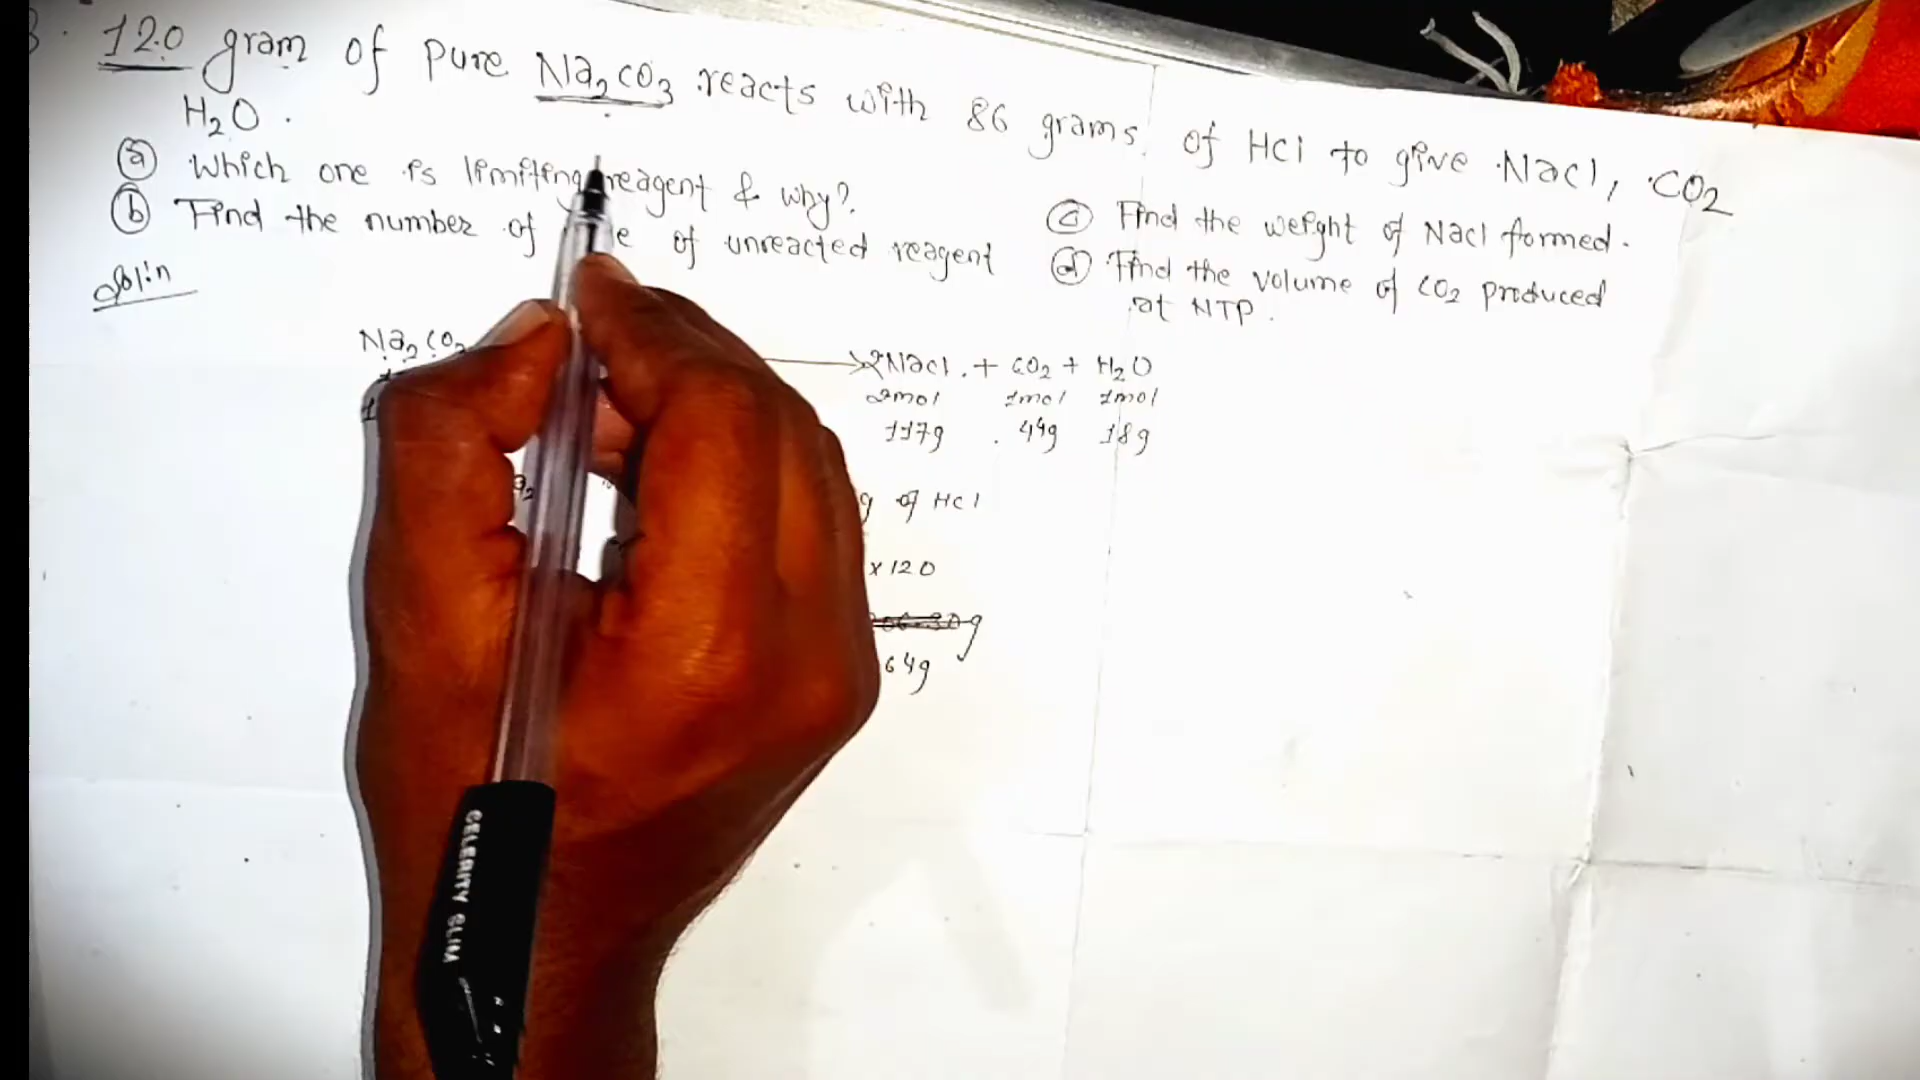 120 gram of pure Na2CO3 reacts with 86 grams of HCl to give NaCl, CO2
H2O.
(a) Which one is limiting reagent & why?
(b) Find the number of of unreacted reagent
(c) Find the weight of NaCl formed.
(d) Find the volume of CO2 produced
at NTP.
Sol:n
Na2CO3 → 2NaCl + CO2 + H2O
2mol 1mol 1mol
117g 44g 18g
g of HCl
x 120
64g
CELERITY SLIM